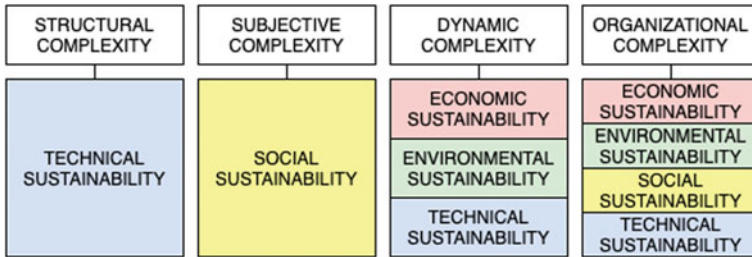 STRUCTURAL
COMPLEXITY
TECHNICAL
SUSTAINABILITY
SUBJECTIVE
COMPLEXITY
SOCIAL
SUSTAINABILITY
DYNAMIC
COMPLEXITY
ECONOMIC
SUSTAINABILITY
ENVIRONMENTAL
SUSTAINABILITY
TECHNICAL
SUSTAINABILITY
ORGANIZATIONAL
COMPLEXITY
ECONOMIC
SUSTAINABILITY
ENVIRONMENTAL
SUSTAINABILITY
SOCIAL
SUSTAINABILITY
TECHNICAL
SUSTAINABILITY